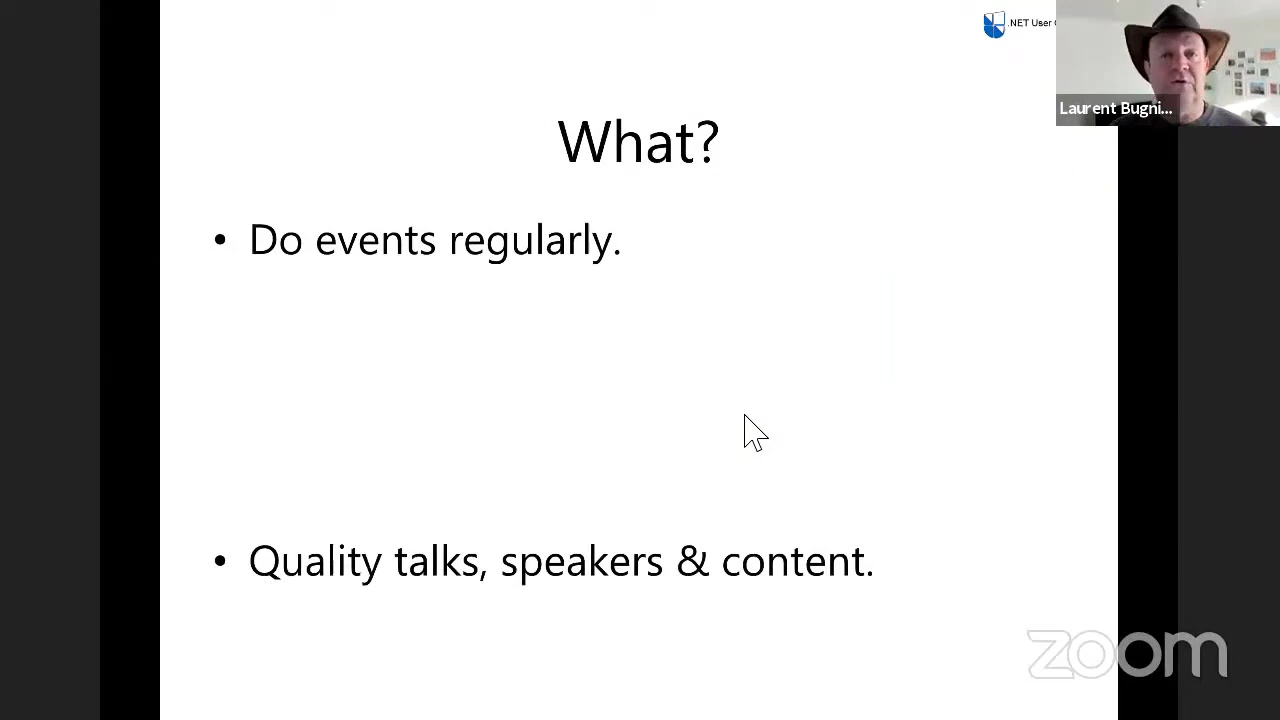 .NET User
Laurent Bugni...
What?
• Do events regularly.
• Quality talks, speakers & content.
zoom